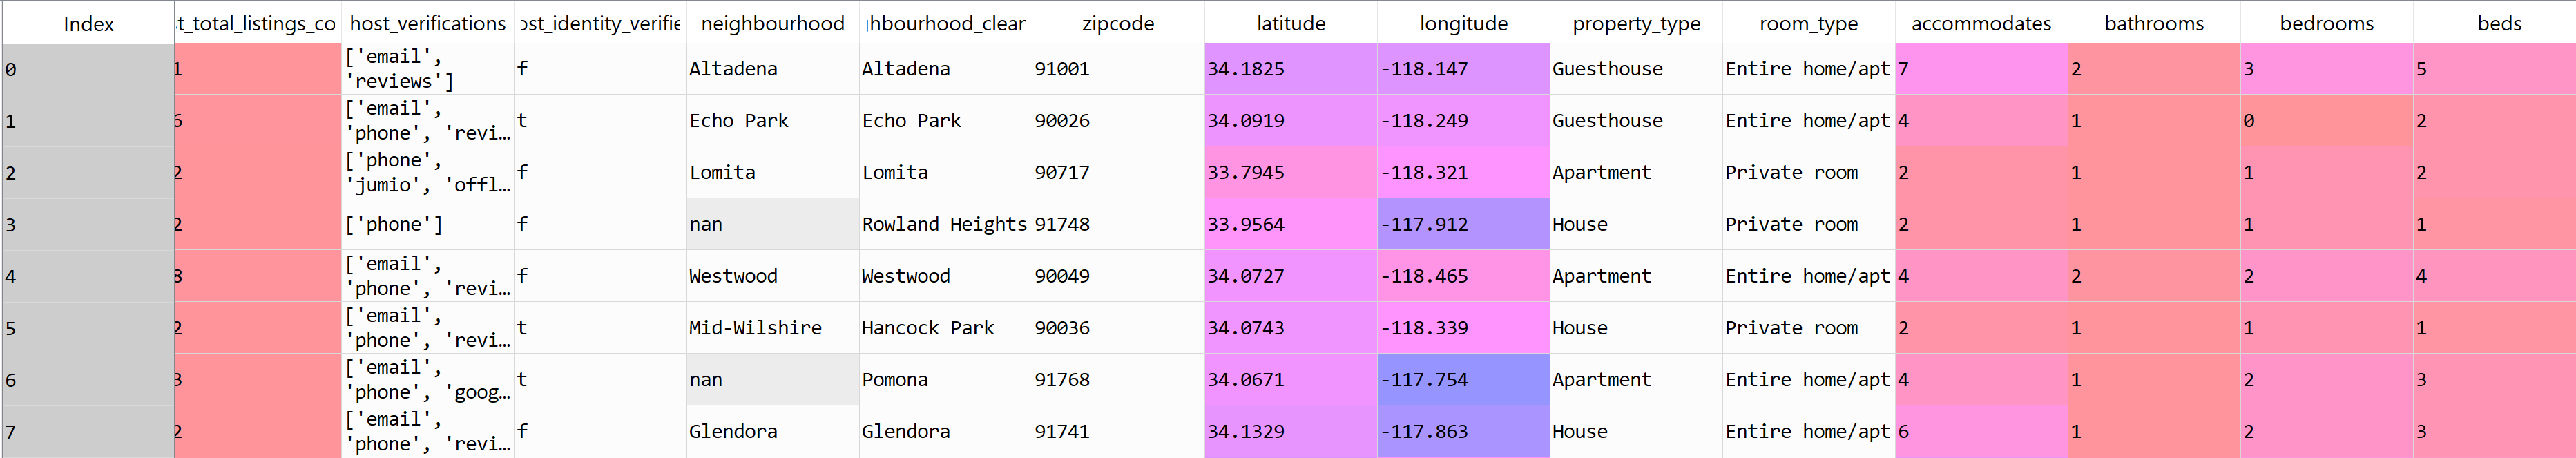 Index t_total_listings_co host_verifications ost_identity_verifie neighbourhood hbourhood_clear zipcode latitude longitude property_type room_type accommodates bathrooms bedrooms beds
0 1 ['email', 'reviews'] f Altadena Altadena 91001 34.1825 -118.147 Guesthouse Entire home/apt 7 2 3 5
1 6 ['email', 'phone', 'revi… t Echo Park Echo Park 90026 34.0919 -118.249 Guesthouse Entire home/apt 4 1 0 2
2 2 ['phone', 'jumio', 'offl… f Lomita Lomita 90717 33.7945 -118.321 Apartment Private room 2 1 1 2
3 2 ['phone'] f nan Rowland Heights 91748 33.9564 -117.912 House Private room 2 1 1 1
4 8 ['email', 'phone', 'revi… f Westwood Westwood 90049 34.0727 -118.465 Apartment Entire home/apt 4 2 2 4
5 2 ['email', 'phone', 'revi… t Mid-Wilshire Hancock Park 90036 34.0743 -118.339 House Private room 2 1 1 1
6 3 ['email', 'phone', 'goog… t nan Pomona 91768 34.0671 -117.754 Apartment Entire home/apt 4 1 2 3
7 2 ['email', 'phone', 'revi… f Glendora Glendora 91741 34.1329 -117.863 House Entire home/apt 6 1 2 3